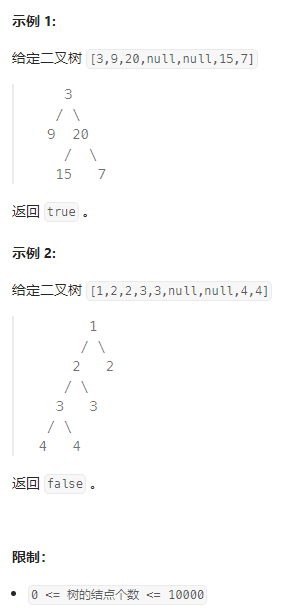 示例 1:
给定二叉树 [3,9,20,null,null,15,7]
3
/ \
9 20
/ \
15 7
返回 true 。
示例 2:
给定二叉树 [1,2,2,3,3,null,null,4,4]
1
/ \
2 2
/ \
3 3
/ \
4 4
返回 false 。
限制：
0 <= 树的结点个数 <= 10000